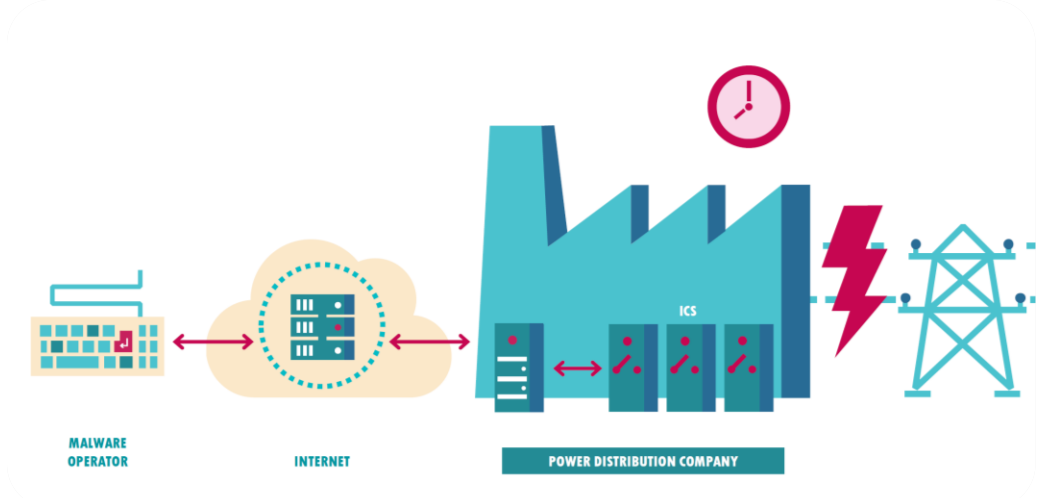 ICS
MALWARE
OPERATOR
INTERNET
POWER DISTRIBUTION COMPANY